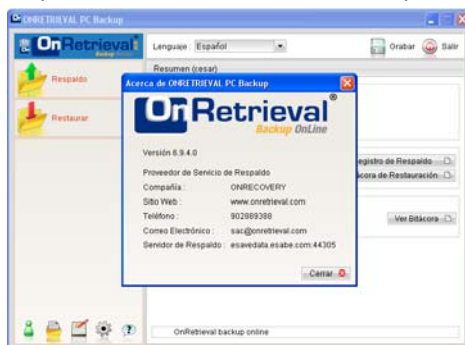 ONRETRIEVAL PC Backup
OnRetrieval
Lenguaje : Español
Grabar
Salir
Respaldo
Restaurar
Resumen (cesar)
Acerca de ONRETRIEVAL PC Backup
OnRetrieval®
Backup OnLine
Versión 6.9.4.0
Proveedor de Servicio de Respaldo
Compañía : ONRECOVERY
Sitio Web : www.onretrieval.com
Teléfono : 902889388
Correo Electrónico : sac@onretrieval.com
Servidor de Respaldo : esavedata.esabe.com:44305
Cerrar
egistro de Respaldo
ácora de Restauración
Ver Bitácora
OnRetrieval backup online